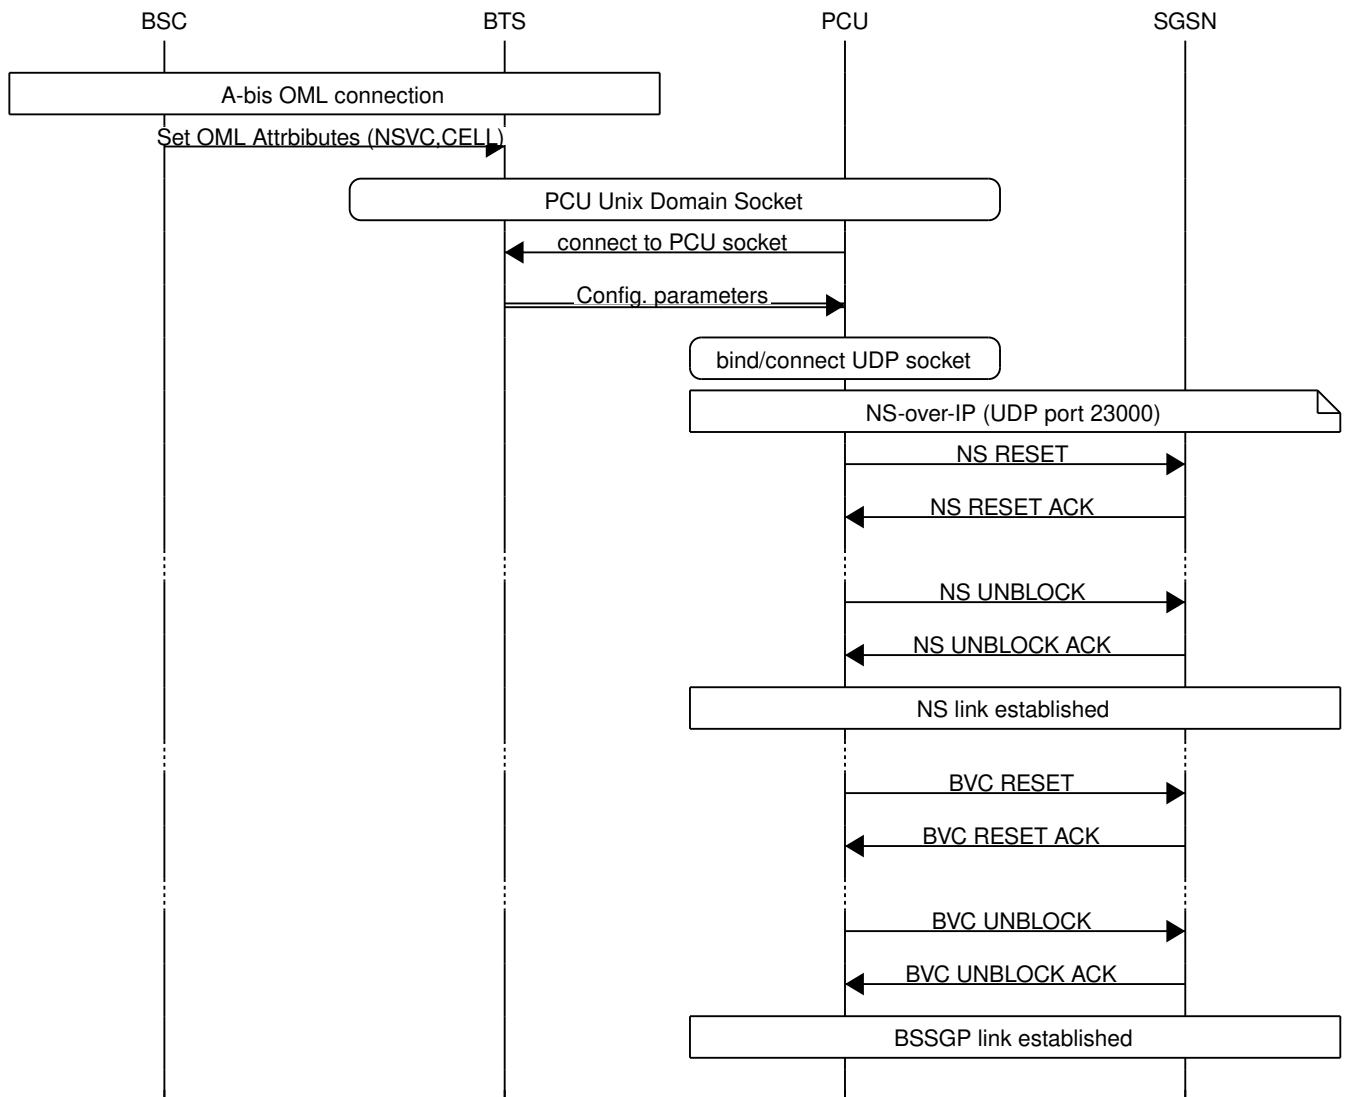 BSC BTS PCU SGSN
A-bis OML connection
Set OML Attrbibutes (NSVC,CELL)
PCU Unix Domain Socket
connect to PCU socket
Config. parameters
bind/connect UDP socket
NS-over-IP (UDP port 23000)
NS RESET
NS RESET ACK
NS UNBLOCK
NS UNBLOCK ACK
NS link established
BVC RESET
BVC RESET ACK
BVC UNBLOCK
BVC UNBLOCK ACK
BSSGP link established